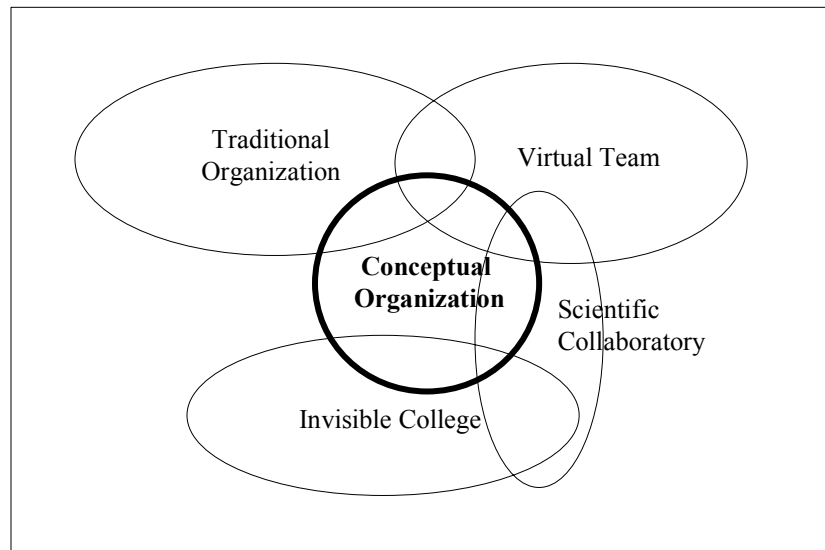 Traditional
Organization
Virtual Team
Conceptual
Organization
Scientific
Collaboratory
Invisible College